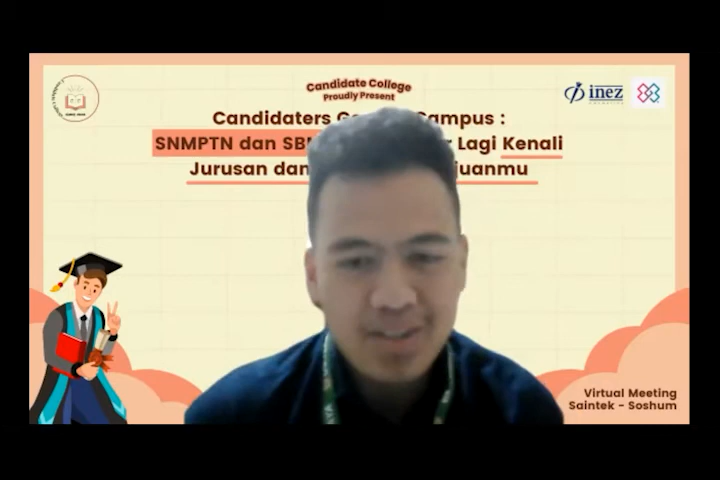 Candidate College
Proudly Present
Candidaters G Campus :
SNMPTN dan SB Lagi Kenali
Jurusan dan juanmu
inez
Virtual Meeting
Saintek - Soshum